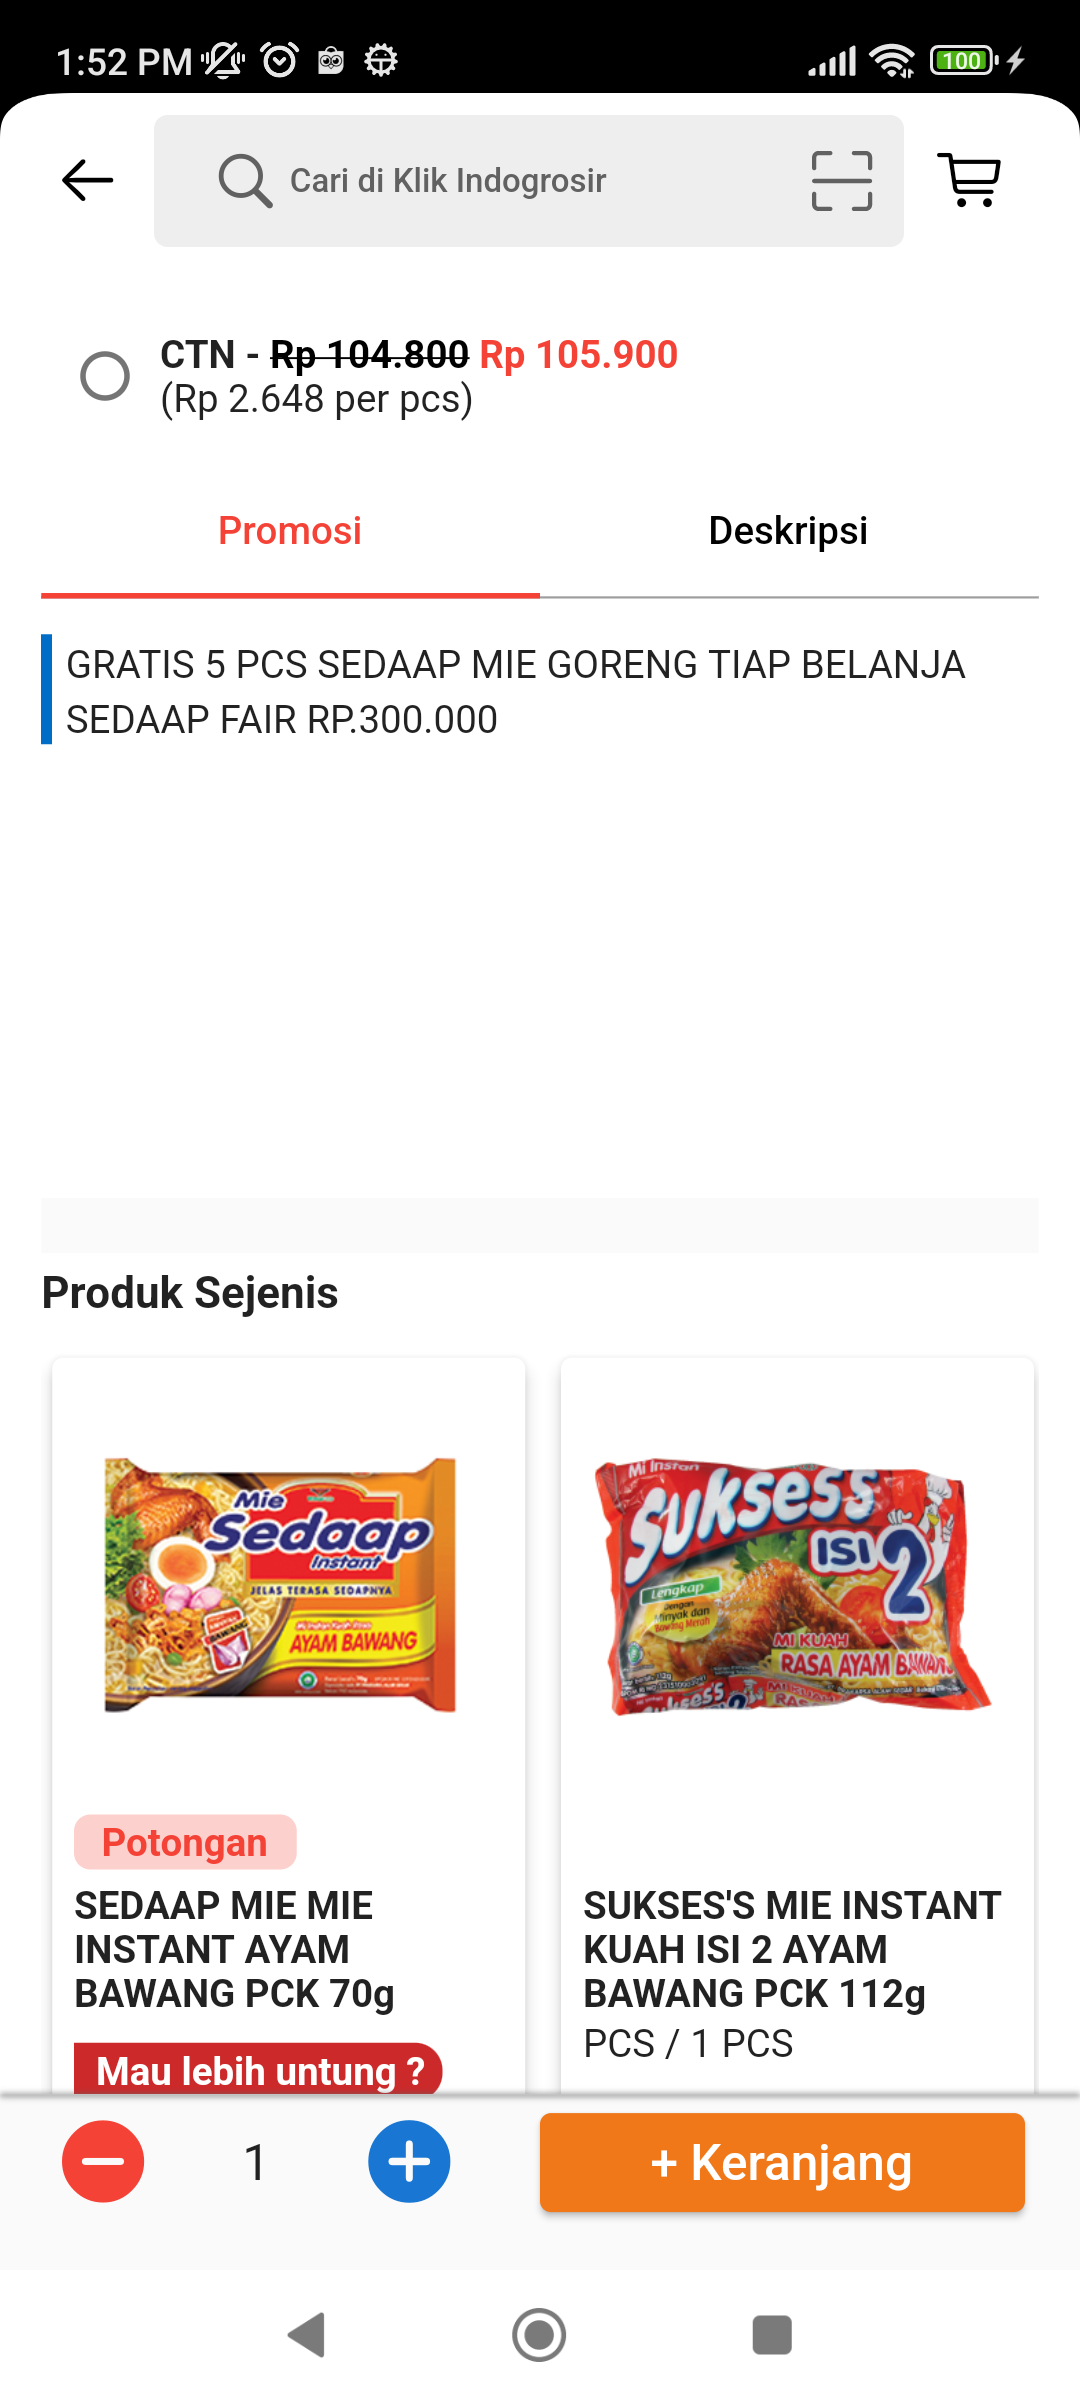 1:52 PM
100
Cari di Klik Indogrosir
CTN - Rp 104.800 Rp 105.900
(Rp 2.648 per pcs)
Promosi
Deskripsi
GRATIS 5 PCS SEDAAP MIE GORENG TIAP BELANJA
SEDAAP FAIR RP.300.000
Produk Sejenis
Mie
Sedaap
Instant
JELAS TERASA SEDAPNYA
AYAM BAWANG
Mi Instan
Suksess
ISI 2
Lengkap
Dengan
Minyak dan
Bawang Merah
MI KUAH
RASA AYAM BAWANG
Potongan
SEDAAP MIE MIE
INSTANT AYAM
BAWANG PCK 70g
Mau lebih untung ?
SUKSES'S MIE INSTANT
KUAH ISI 2 AYAM
BAWANG PCK 112g
PCS / 1 PCS
1
+ Keranjang